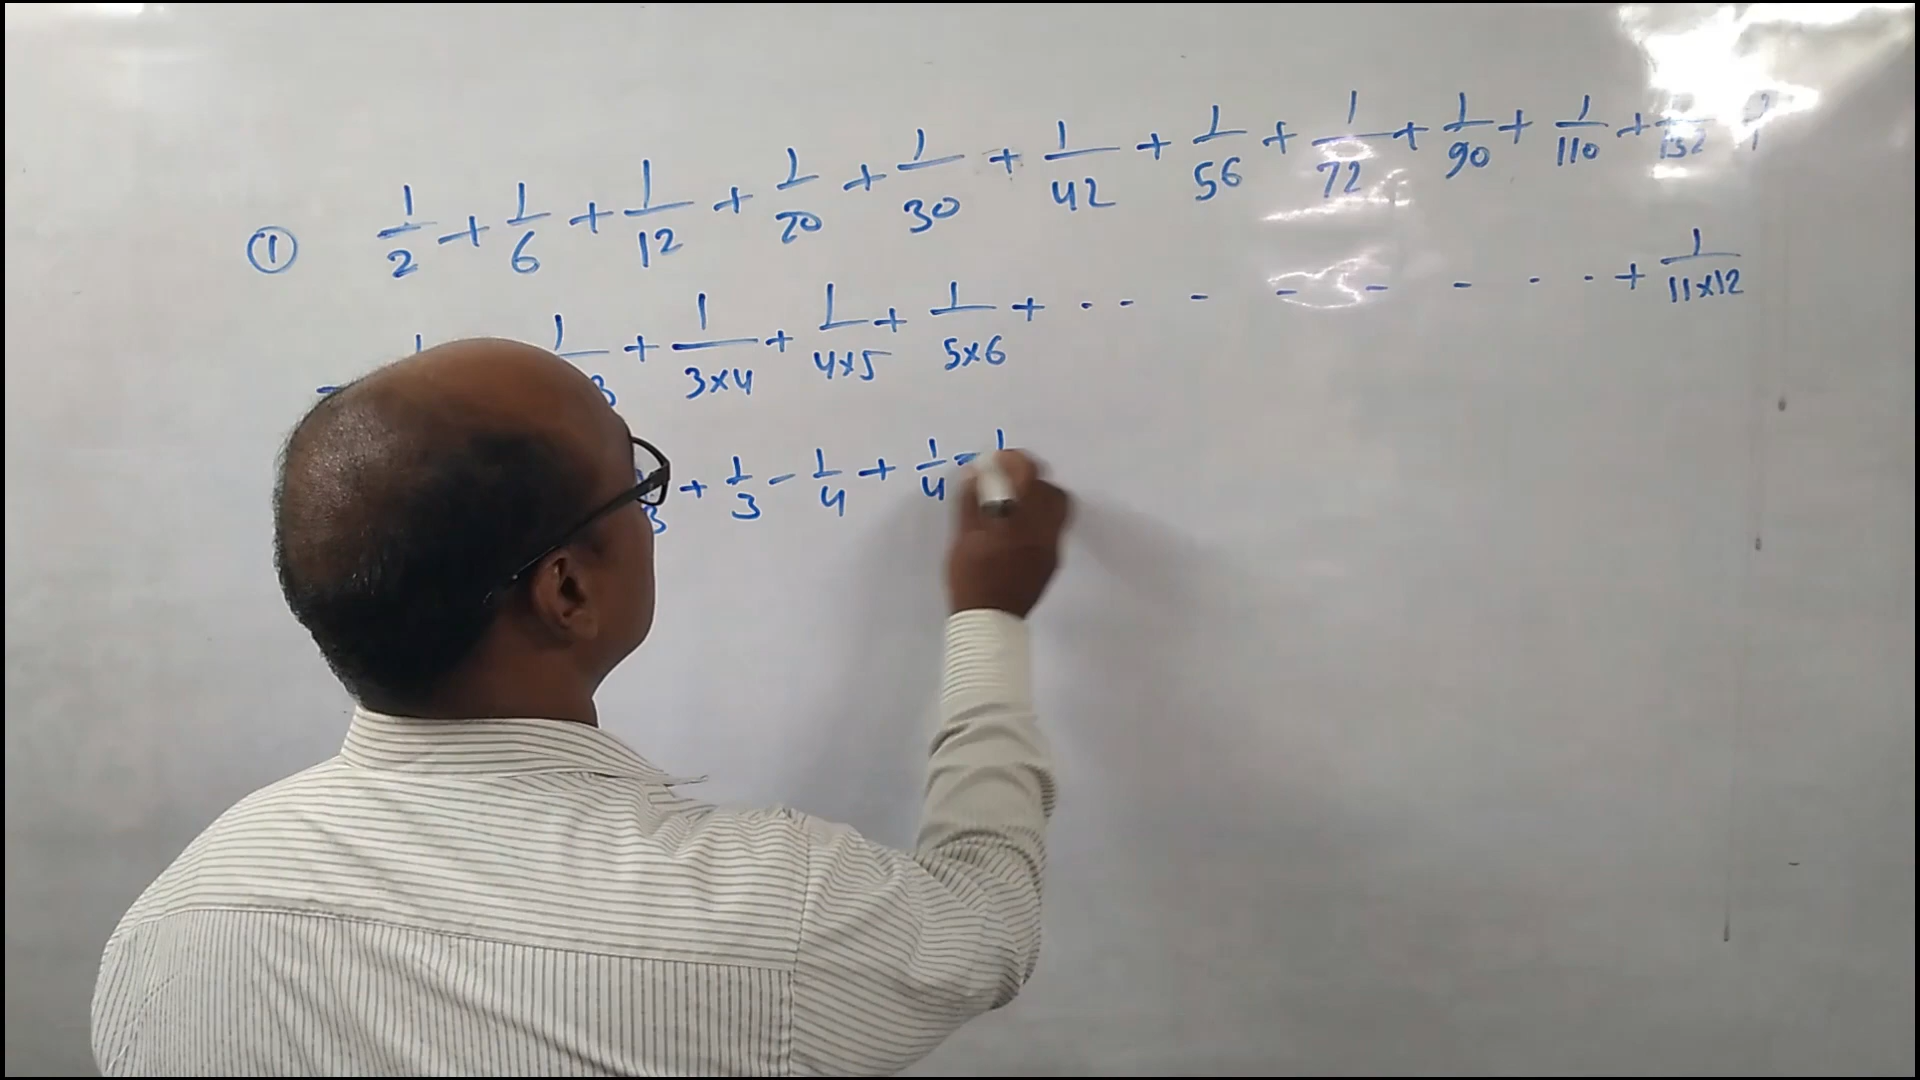 ① 1/2 + 1/6 + 1/12 + 1/20 + 1/30 + 1/42 + 1/56 + 1/72 + 1/90 + 1/110 + 1/132
+ 1/3×4 + 1/4×5 + 1/5×6 + .. - - - - . . + 1/11×12
+ 1/3 - 1/4 + 1/4 -